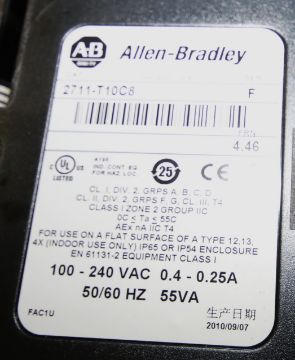 AB
Allen-Bradley
CAT
2711-T10C8 F
FRN
4.46
UL US LISTED A196 IND. CONT. EQ. FOR HAZ. LOC. 25 CE
CL. I, DIV. 2, GRPS A, B, C, D
CL. II, DIV. 2, GRPS F, G, CL. III, T4
CLASS I ZONE 2 GROUP IIC
0C ≤ Ta ≤ 55C
AEx nA IIC T4
FOR USE ON A FLAT SURFACE OF A TYPE 12,13,
4X (INDOOR USE ONLY) IP65 OR IP54 ENCLOSURE
EN 61131-2 EQUIPMENT CLASS I
100 - 240 VAC 0.4 - 0.25A
50/60 HZ 55VA
生产日期
FAC1U 2010/09/07